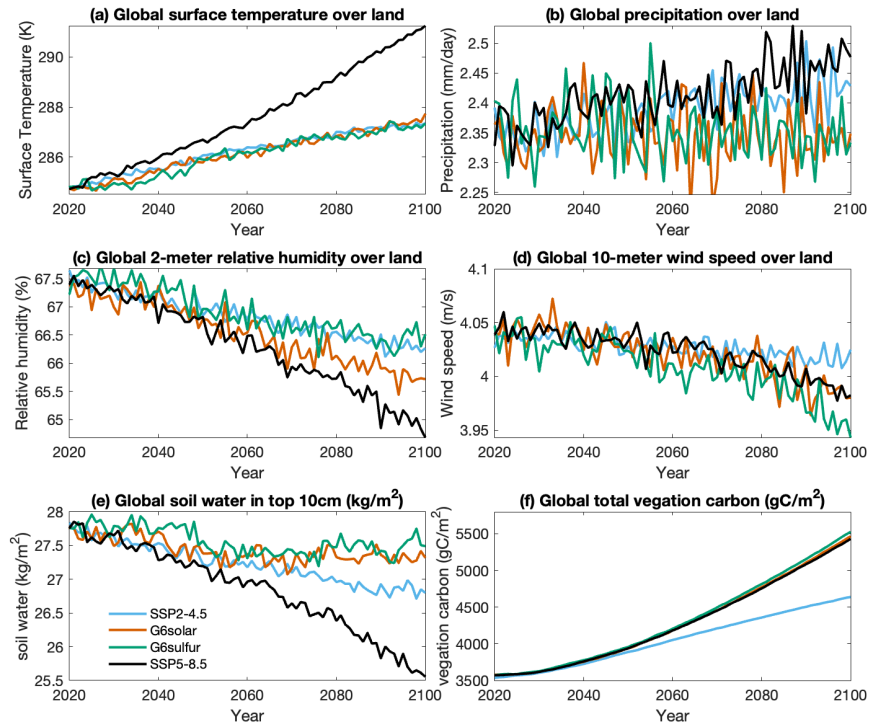 (a) Global surface temperature over land
Surface Temperature (K)
290
288
286
2020
2040
2060
2080
2100
Year
(b) Global precipitation over land
Precipitation (mm/day)
2.5
2.45
2.4
2.35
2.3
2.25
2020
2040
2060
2080
2100
Year
(c) Global 2-meter relative humidity over land
Relative humidity (%)
67.5
67
66.5
66
65.5
65
2020
2040
2060
2080
2100
Year
(d) Global 10-meter wind speed over land
Wind speed (m/s)
4.1
4.05
4
3.95
2020
2040
2060
2080
2100
Year
(e) Global soil water in top 10cm (kg/m²)
soil water (kg/m²)
28
27.5
27
26.5
26
25.5
SSP2-4.5
G6solar
G6sulfur
SSP5-8.5
2020
2040
2060
2080
2100
Year
(f) Global total vegation carbon (gC/m²)
vegation carbon (gC/m²)
5500
5000
4500
4000
3500
2020
2040
2060
2080
2100
Year